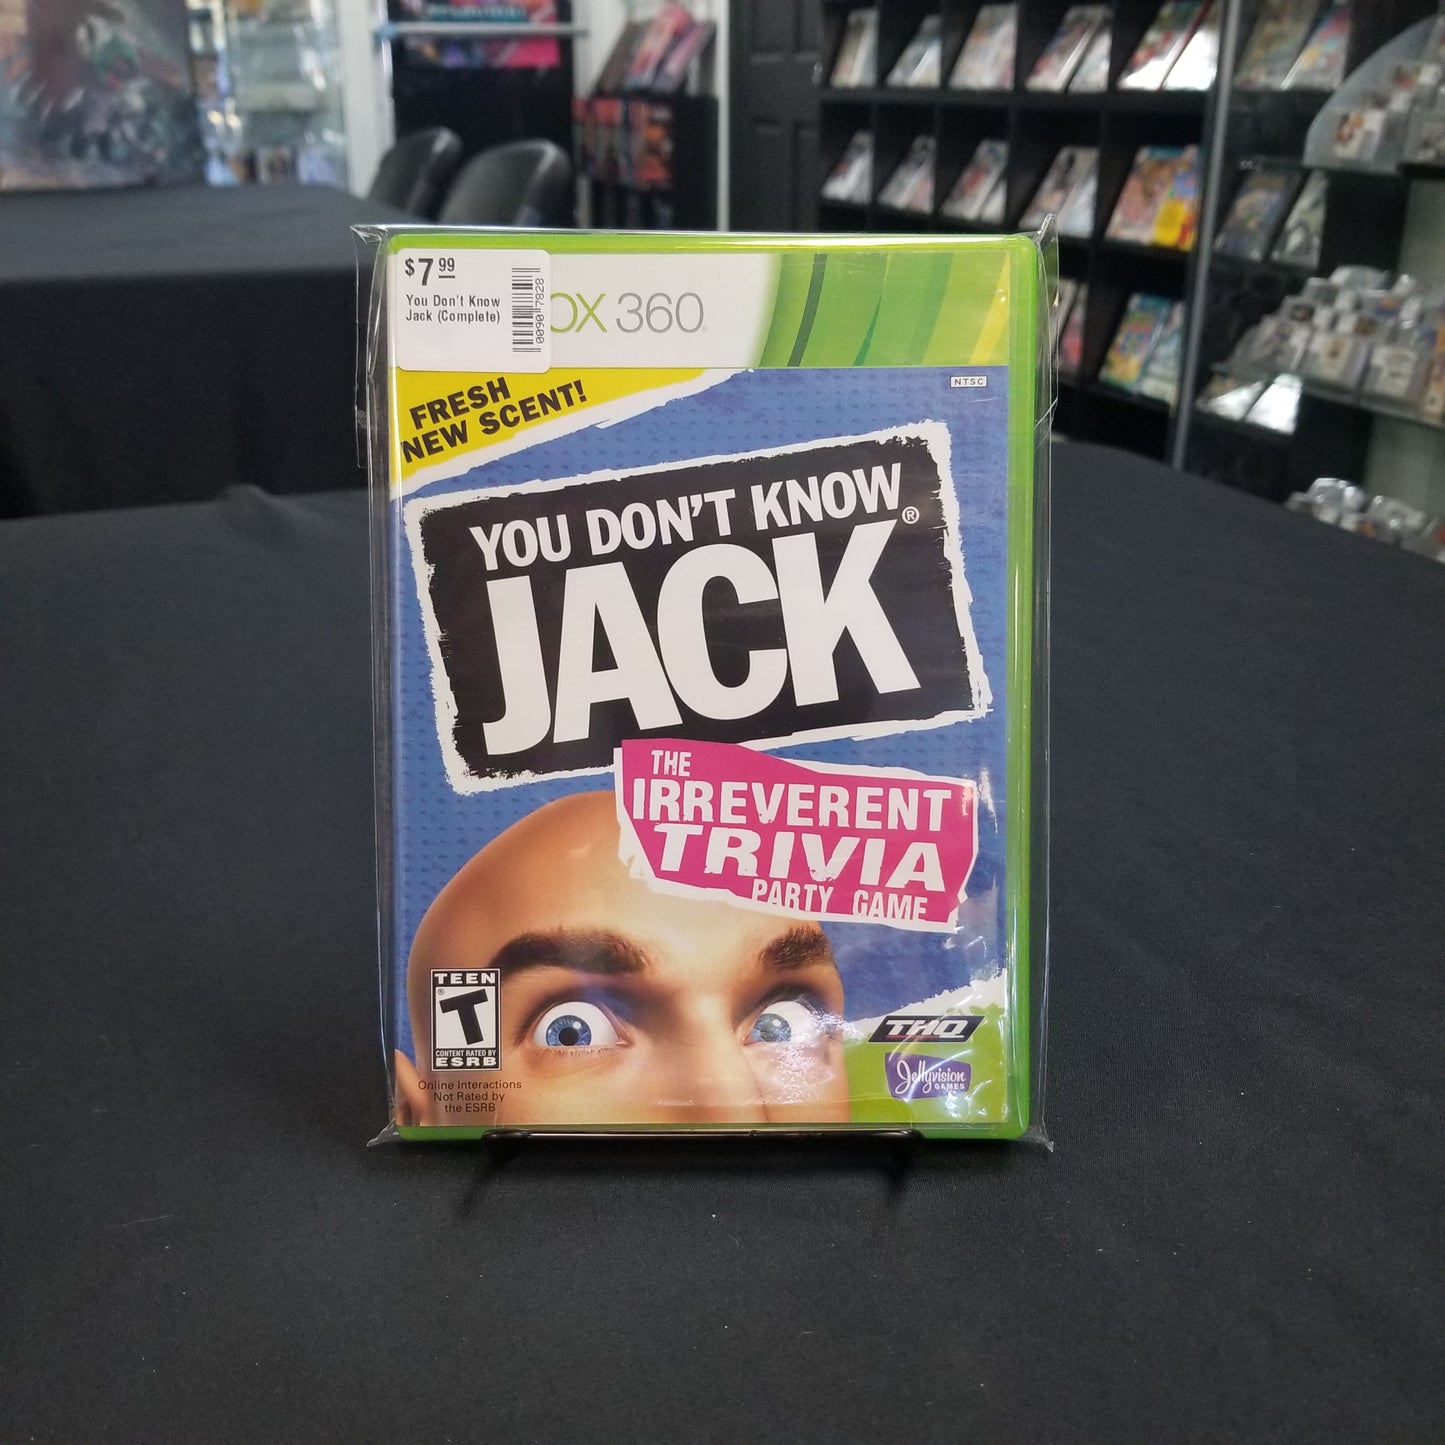 $7.99
You Don't Know
Jack (Complete)
009017828
OX 360
NTSC
FRESH
NEW SCENT!
YOU DON'T KNOW
JACK®
THE
IRREVERENT
TRIVIA
PARTY GAME
TEEN
T
CONTENT RATED BY
ESRB
Online Interactions
Not Rated by
the ESRB
THQ
Jellyvision
GAMES